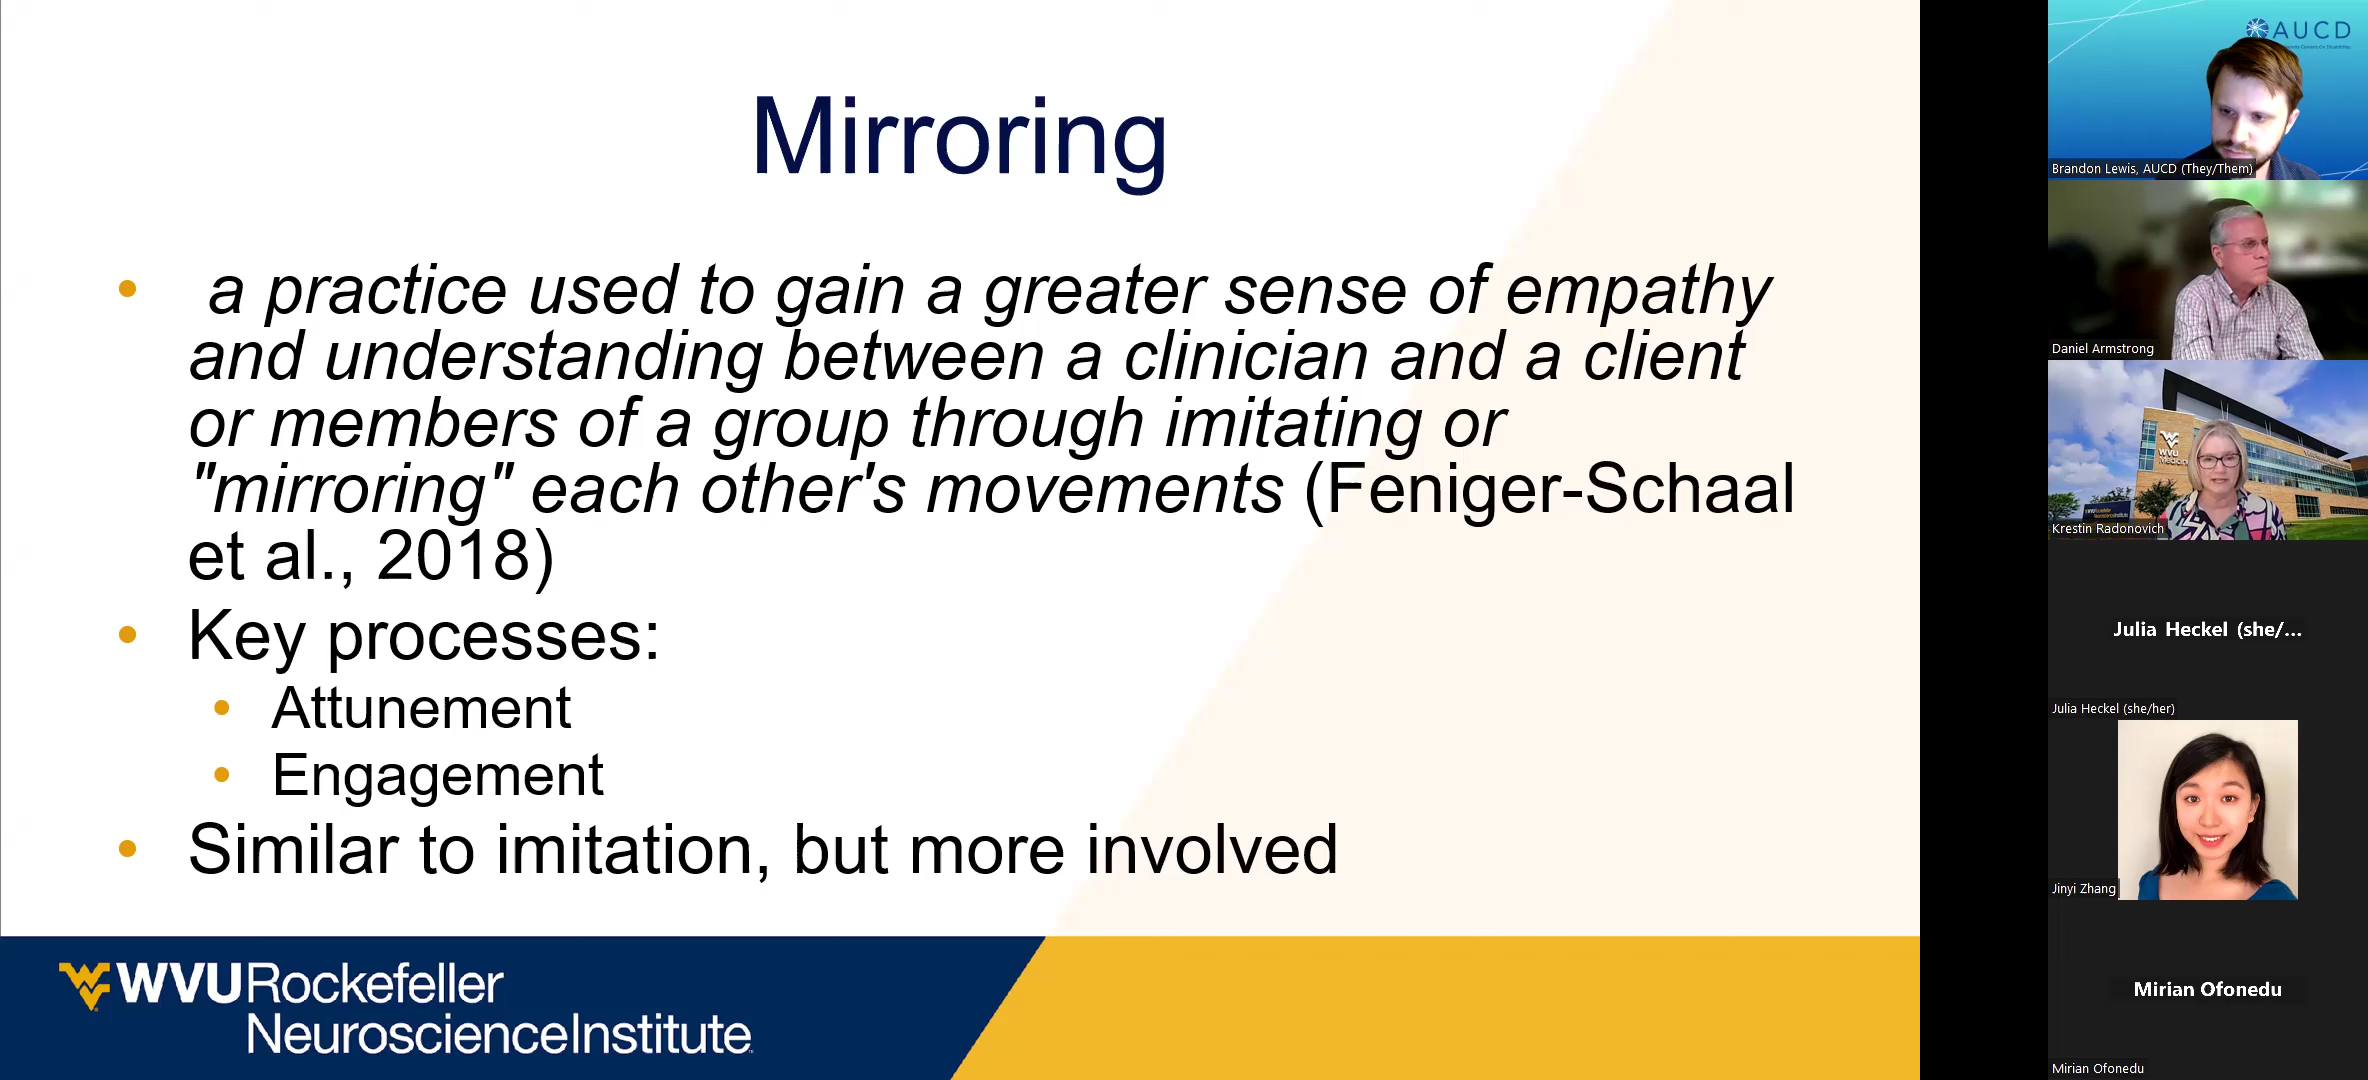 Mirroring
• a practice used to gain a greater sense of empathy
and understanding between a clinician and a client
or members of a group through imitating or
"mirroring" each other's movements (Feniger-Schaal
et al., 2018)
• Key processes:
• Attunement
• Engagement
• Similar to imitation, but more involved
WVU Rockefeller
NeuroscienceInstitute
AUCD
Brandon Lewis, AUCD (They/Them)
Daniel Armstrong
WVU
Krestin Radonovich
Julia Heckel (she/...
Julia Heckel (she/her)
Jinyi Zhang
Mirian Ofonedu
Mirian Ofonedu